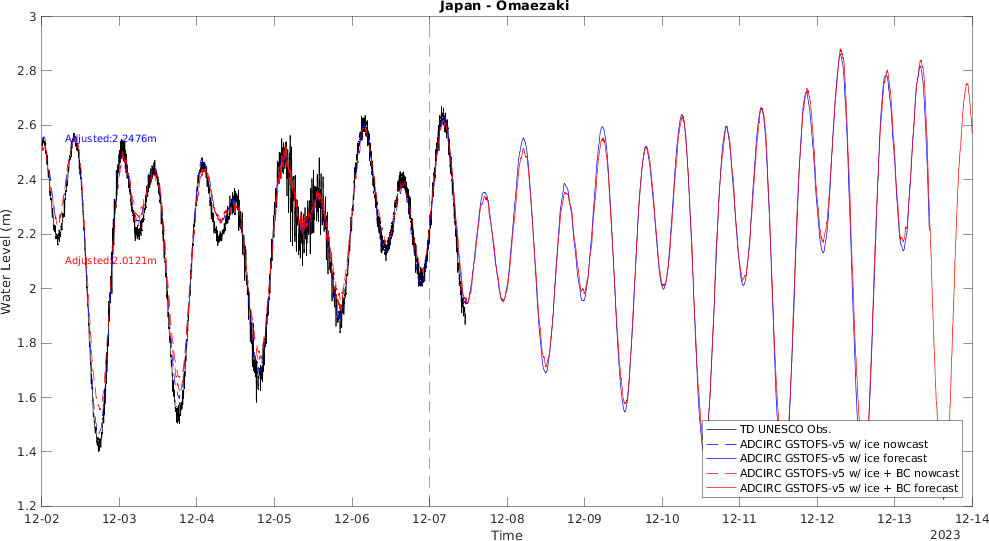 Japan - Omaezaki
3
2.8
2.6
2.4
2.2
2
1.8
1.6
1.4
1.2
Water Level (m)
Adjusted:2.2476m
Adjusted:2.0121m
TD UNESCO Obs.
ADCIRC GSTOFS-v5 w/ ice nowcast
ADCIRC GSTOFS-v5 w/ ice forecast
ADCIRC GSTOFS-v5 w/ ice + BC nowcast
ADCIRC GSTOFS-v5 w/ ice + BC forecast
12-02 12-03 12-04 12-05 12-06 12-07 12-08 12-09 12-10 12-11 12-12 12-13 12-14
Time
2023